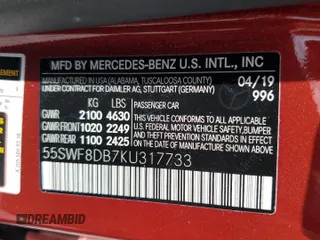 MFD BY MERCEDES-BENZ U.S. INTL., INC
MADE IN USA (ALABAMA, TUSCALOOSA COUNTY)
UNDER CONTRACT FOR DAIMLER AG, STUTTGART (GERMANY)
04/19
996
KG LBS
PASSENGER CAR
GVWR 2100 4630
GAWR FRONT 1020 2249
GAWR REAR 1100 2425
THIS VEHICLE CONFORMS TO ALL APPLICABLE
FEDERAL MOTOR VEHICLE SAFETY, BUMPER,
AND THEFT PREVENTION STANDARDS IN EFFECT
ON THE DATE OF MANUFACTURE SHOWN ABOVE
55SWF8DB7KU317733